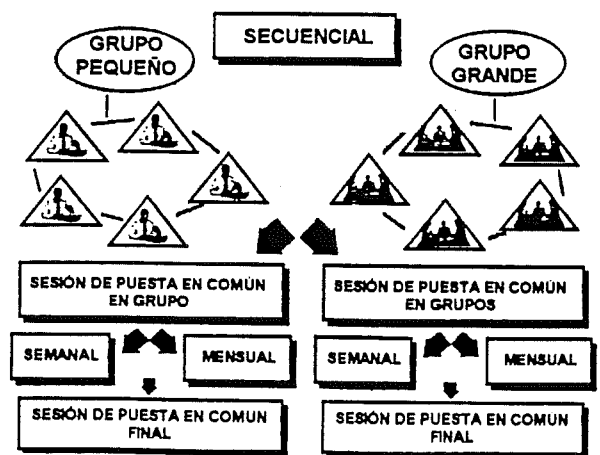 SECUENCIAL
GRUPO
PEQUEÑO
GRUPO
GRANDE
SESIÓN DE PUESTA EN COMÚN
EN GRUPO
SESIÓN DE PUESTA EN COMÚN
EN GRUPOS
SEMANAL
MENSUAL
SEMANAL
MENSUAL
SESIÓN DE PUESTA EN COMUN
FINAL
SESIÓN DE PUESTA EN COMUN
FINAL